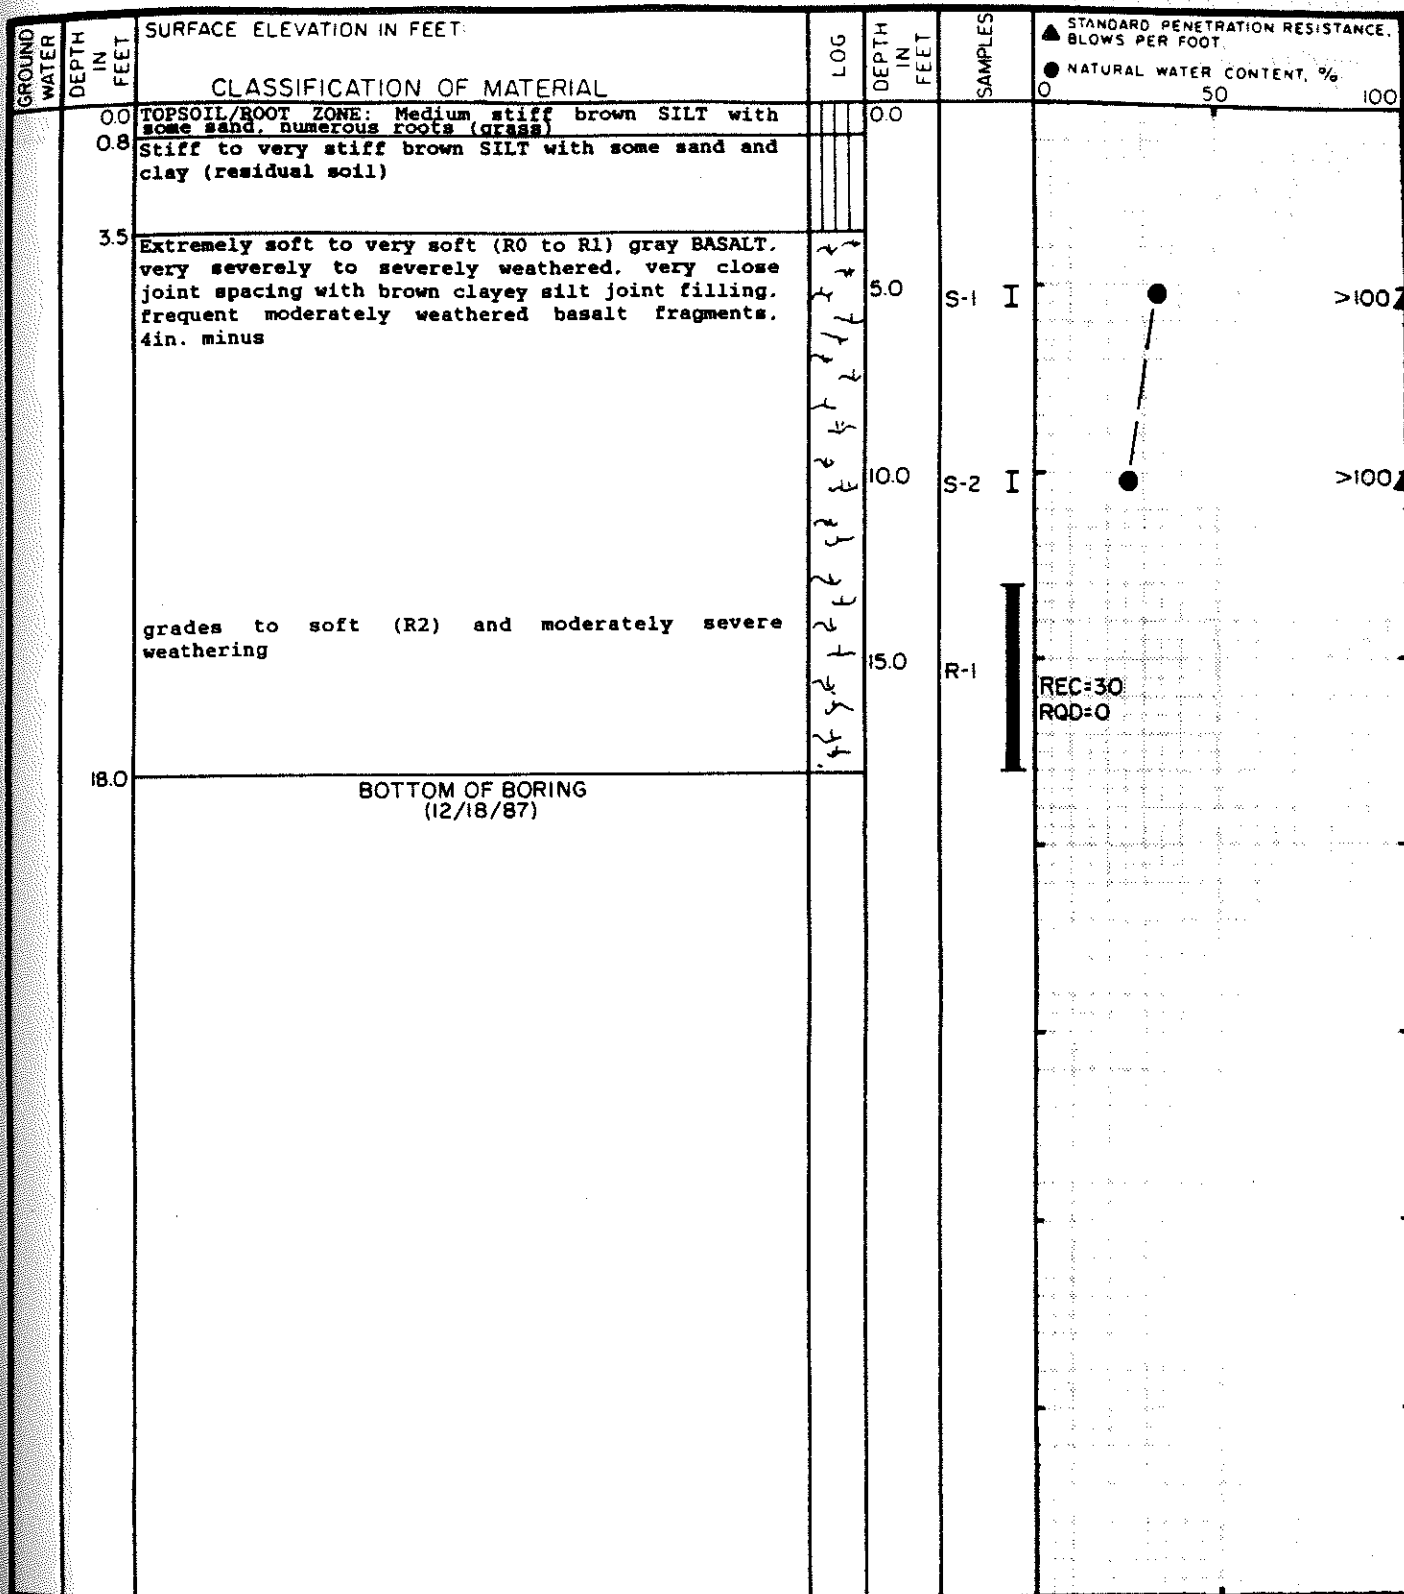 GROUND
WATER
DEPTH
IN
FEET
SURFACE ELEVATION IN FEET:
CLASSIFICATION OF MATERIAL
LOG
DEPTH
IN
FEET
SAMPLES
▲ STANDARD PENETRATION RESISTANCE,
BLOWS PER FOOT.
● NATURAL WATER CONTENT, %
0 50 100
0.0 TOPSOIL/ROOT ZONE: Medium stiff brown SILT with 0.0
some sand, numerous roots (grass)
0.8 Stiff to very stiff brown SILT with some sand and
clay (residual soil)
3.5 Extremely soft to very soft (R0 to R1) gray BASALT,
very severely to severely weathered, very close
joint spacing with brown clayey silt joint filling,
frequent moderately weathered basalt fragments,
4in. minus
5.0 S-1 >100
10.0 S-2 >100
grades to soft (R2) and moderately severe
weathering
15.0 R-1
REC=30
RQD=0
18.0
BOTTOM OF BORING
(12/18/87)